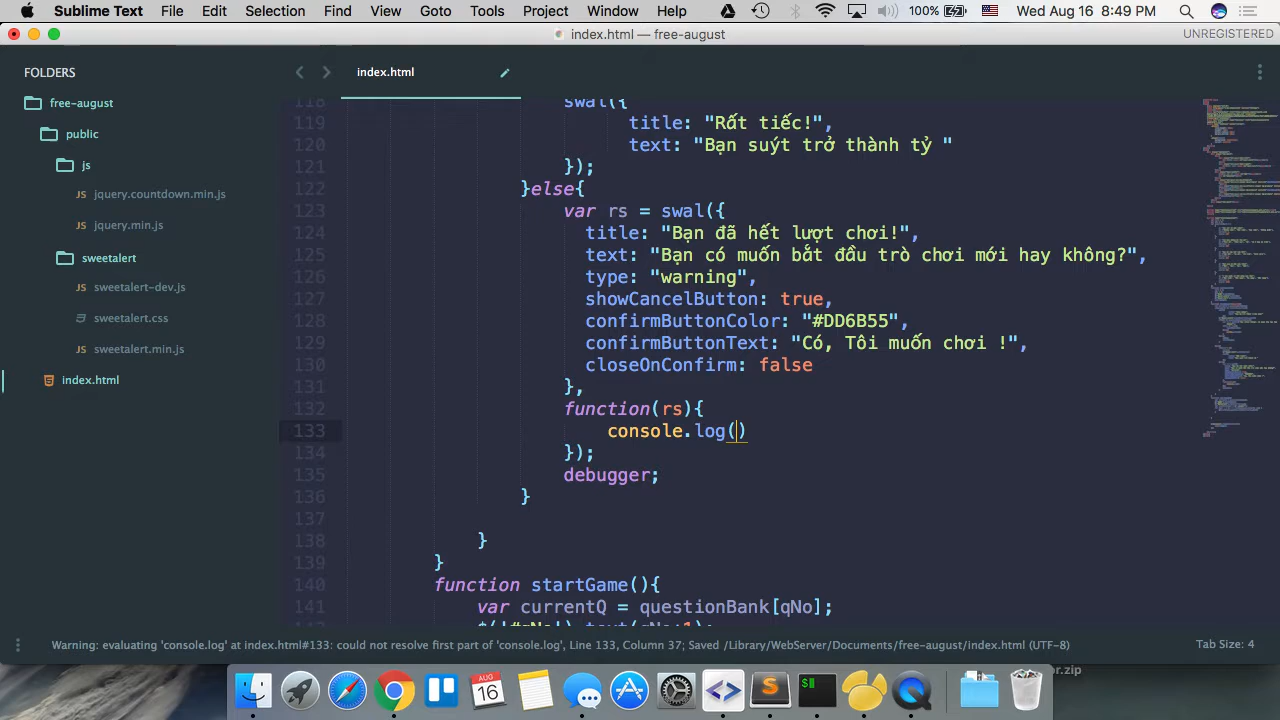 Sublime Text File Edit Selection Find View Goto Tools Project Window Help 100% Wed Aug 16 8:49 PM
index.html — free-august UNREGISTERED
FOLDERS
free-august
public
js
jquery.countdown.min.js
jquery.min.js
sweetalert
sweetalert-dev.js
sweetalert.css
sweetalert.min.js
index.html
index.html
118 swal({
119 title: "Rất tiếc!",
120 text: "Bạn suýt trở thành tỷ "
121 });
122 }else{
123 var rs = swal({
124 title: "Bạn đã hết lượt chơi!",
125 text: "Bạn có muốn bắt đầu trò chơi mới hay không?",
126 type: "warning",
127 showCancelButton: true,
128 confirmButtonColor: "#DD6B55",
129 confirmButtonText: "Có, Tôi muốn chơi !",
130 closeOnConfirm: false
131 },
132 function(rs){
133 console.log()
134 });
135 debugger;
136 }
137
138 }
139 }
140 function startGame(){
141 var currentQ = questionBank[qNo];
Warning: evaluating 'console.log' at index.html#133: could not resolve first part of 'console.log', Line 133, Column 37; Saved /Library/WebServer/Documents/free-august/index.html (UTF-8) Tab Size: 4
AUG
16
or.zip